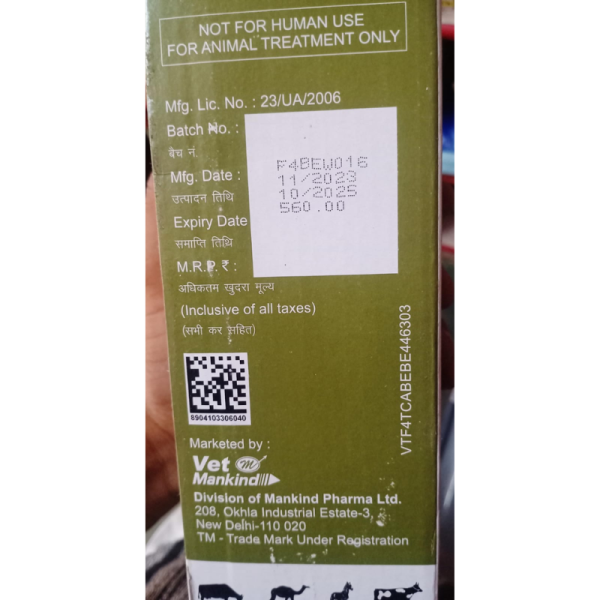 NOT FOR HUMAN USE
FOR ANIMAL TREATMENT ONLY
Mfg. Lic. No. : 23/UA/2006
Batch No. : F4BEW016
बैच नं.
Mfg. Date : 11/2023
उत्पादन तिथि
Expiry Date 10/2025
समाप्ति तिथि
M.R.P. ₹ : 560.00
अधिकतम खुदरा मूल्य
(Inclusive of all taxes)
(सभी कर सहित)
8904103306040
VTF4TCABEBE446303
Marketed by :
Vet m
Mankind
Division of Mankind Pharma Ltd.
208, Okhla Industrial Estate-3,
New Delhi-110 020
TM - Trade Mark Under Registration